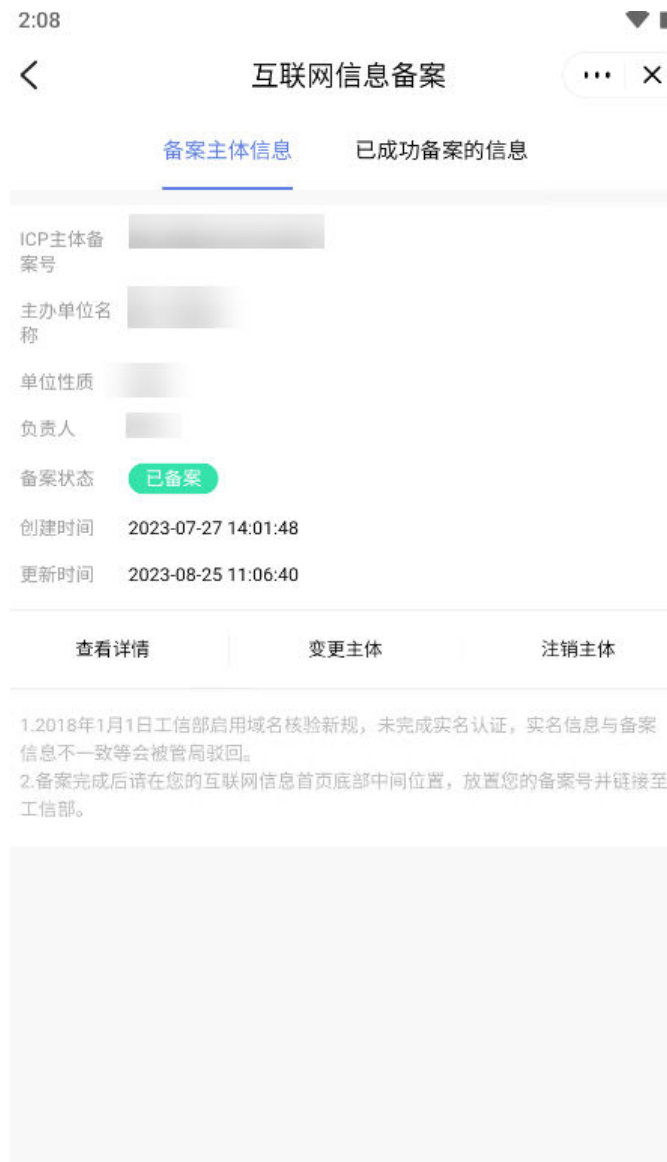 2:08
互联网信息备案
备案主体信息 已成功备案的信息
ICP主体备
案号
主办单位名
称
单位性质
负责人
备案状态 已备案
创建时间 2023-07-27 14:01:48
更新时间 2023-08-25 11:06:40
查看详情 变更主体 注销主体
1.2018年1月1日工信部启用域名核验新规，未完成实名认证，实名信息与备案
信息不一致等会被管局驳回。
2.备案完成后请在您的互联网信息首页底部中间位置，放置您的备案号并链接至
工信部。